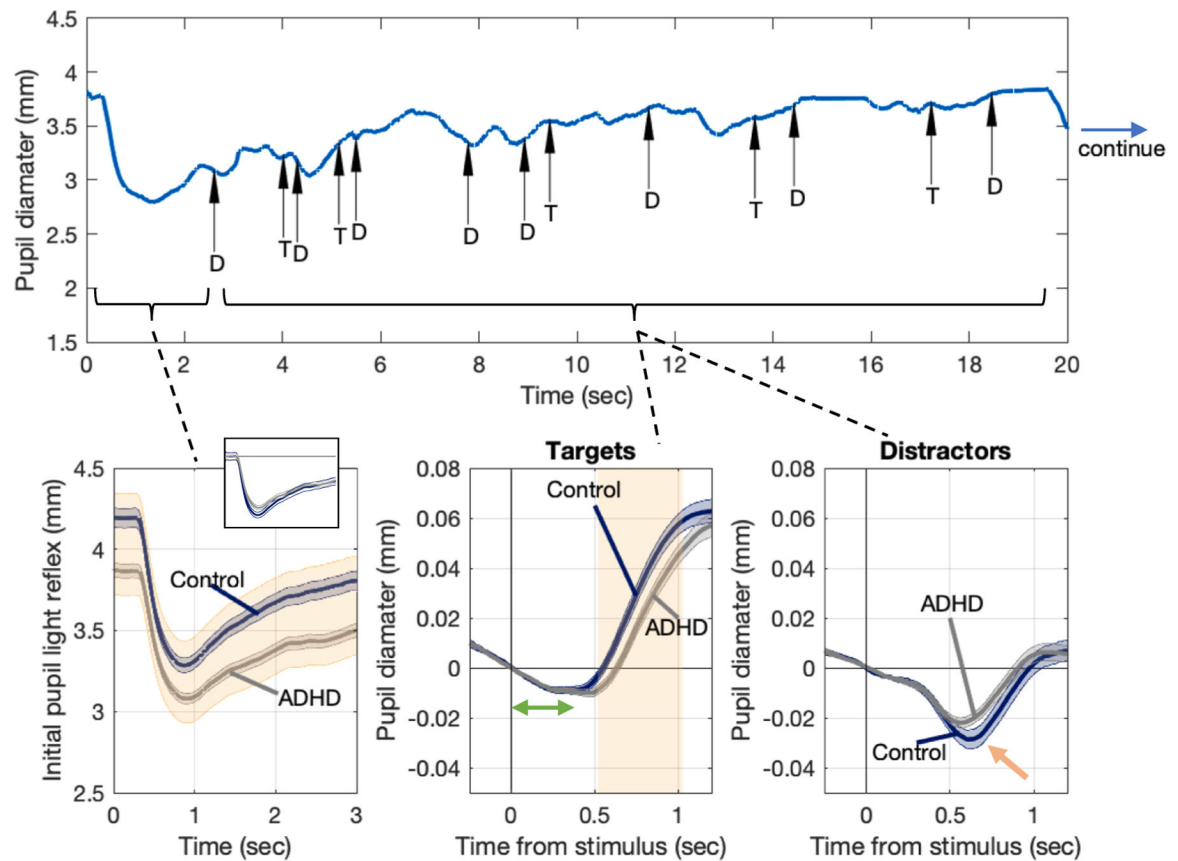 4.5
4
3.5
3
2.5
2
1.5
Pupil diamater (mm)
D
T
D
T
D
D
D
T
D
T
D
T
D
continue
0
2
4
6
8
10
12
14
16
18
20
Time (sec)
4.5
4
3.5
3
2.5
Initial pupil light reflex (mm)
Control
ADHD
0
1
2
3
Time (sec)
Targets
0.08
0.06
0.04
0.02
0
-0.02
-0.04
Pupil diamater (mm)
Control
ADHD
0
0.5
1
Time from stimulus (sec)
Distractors
0.08
0.06
0.04
0.02
0
-0.02
-0.04
Pupil diamater (mm)
ADHD
Control
0
0.5
1
Time from stimulus (sec)